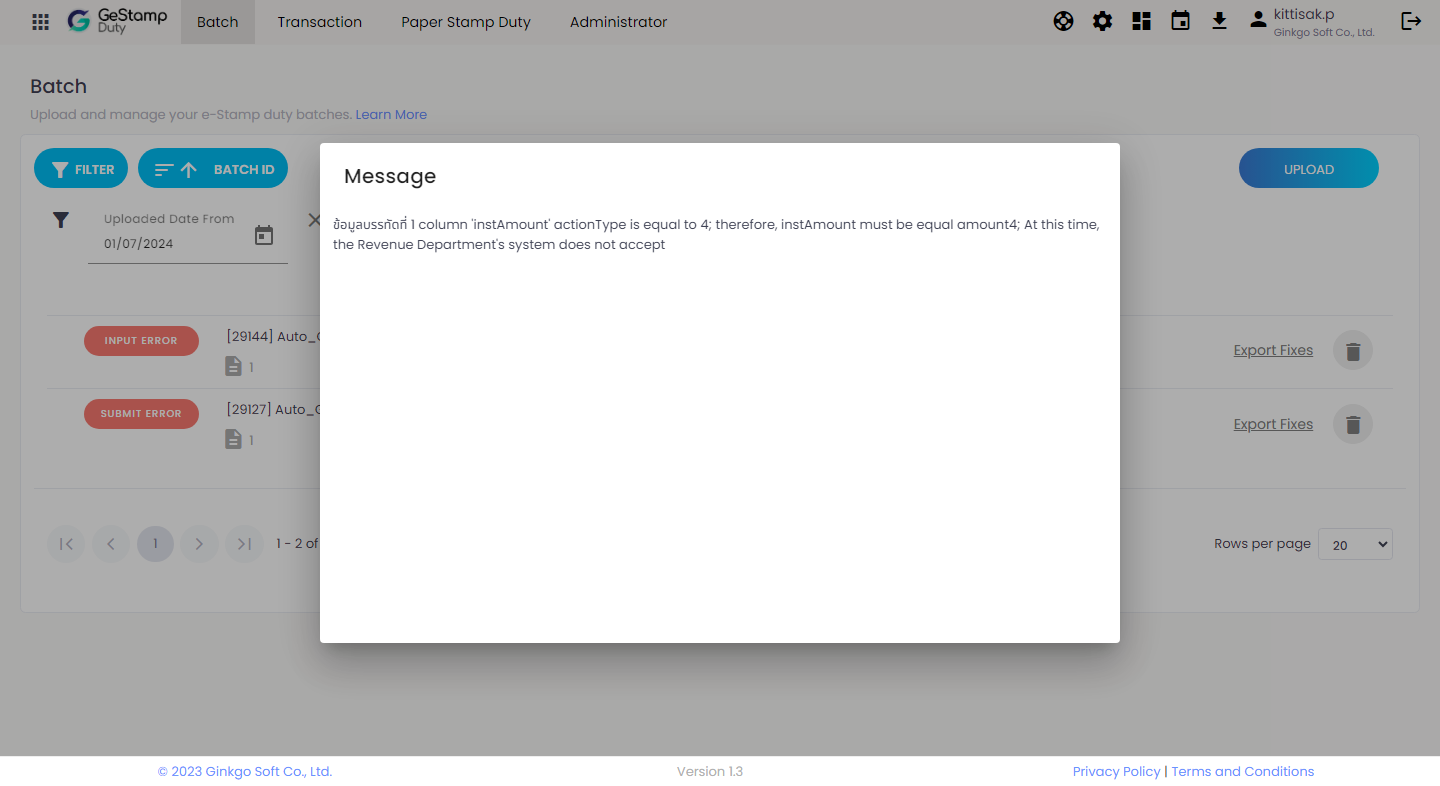 GeStamp
Duty
Batch
Transaction
Paper Stamp Duty
Administrator
kittisak.p
Ginkgo Soft Co., Ltd.
Batch
Upload and manage your e-Stamp duty batches. Learn More
FILTER
BATCH ID
UPLOAD
Uploaded Date From
01/07/2024
Message
ข้อมูลบรรทัดที่ 1 column 'instAmount' actionType is equal to 4; therefore, instAmount must be equal amount4; At this time,
the Revenue Department's system does not accept
INPUT ERROR
[29144] Auto_
1
Export Fixes
SUBMIT ERROR
[29127] Auto_
1
Export Fixes
1
1 - 2 of
Rows per page
20
© 2023 Ginkgo Soft Co., Ltd.
Version 1.3
Privacy Policy | Terms and Conditions